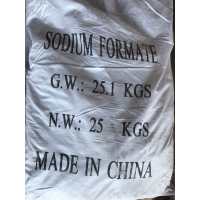 SODIUM FORMATE
G.W.: 25.1 KGS
N.W.: 25 KGS
MADE IN CHINA